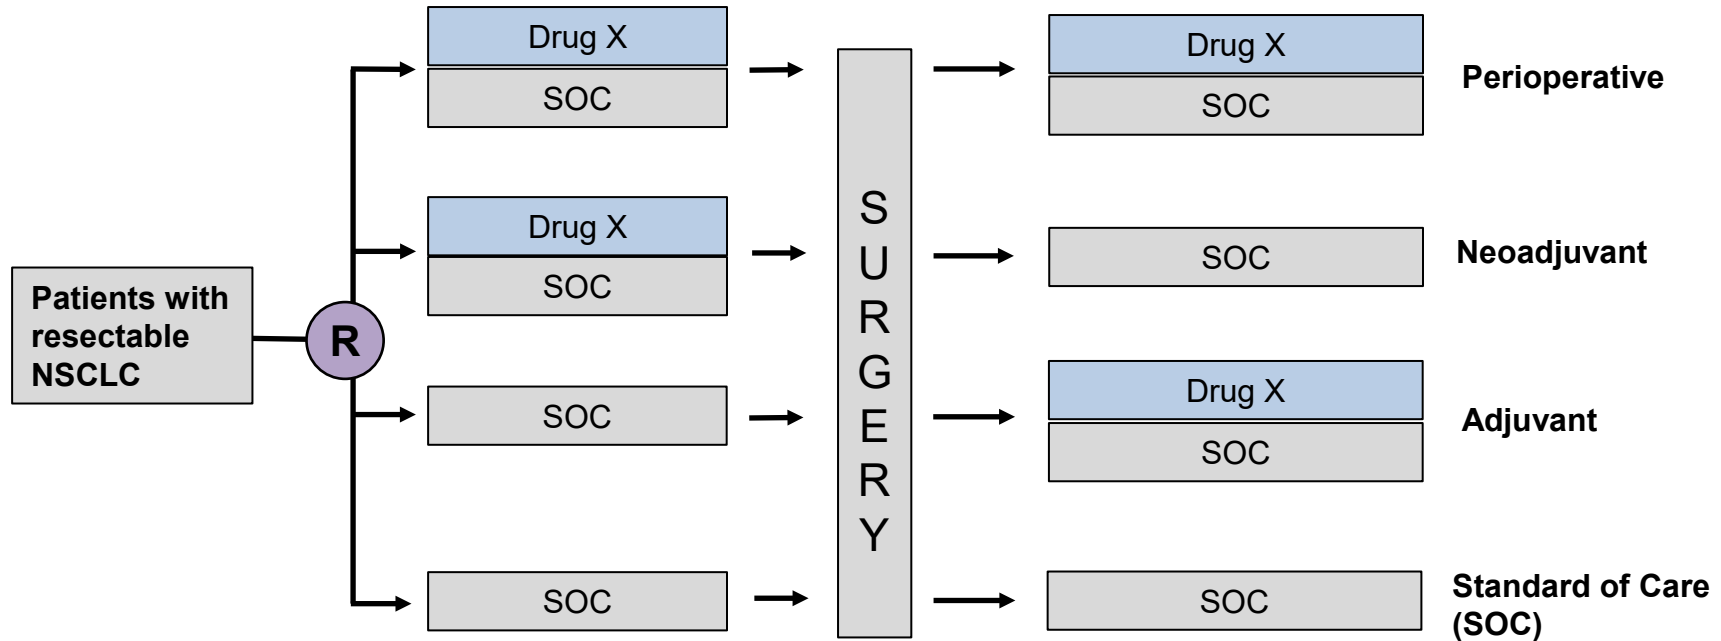 Drug X
SOC
Drug X
SOC
Perioperative
Drug X
SOC
SOC
Neoadjuvant
Patients with
resectable
NSCLC
R
S
U
R
G
E
R
Y
SOC
Drug X
SOC
Adjuvant
SOC
SOC
Standard of Care
(SOC)